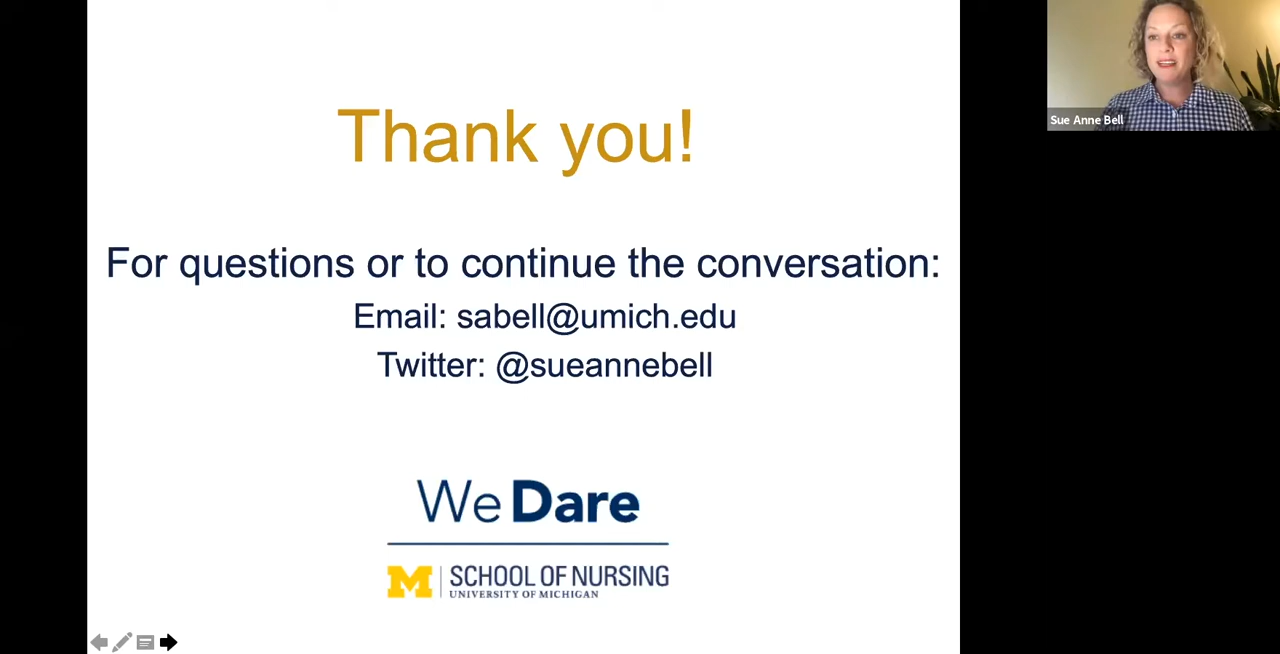 Thank you!
For questions or to continue the conversation:
Email: sabell@umich.edu
Twitter: @sueannebell
We Dare
M SCHOOL OF NURSING
UNIVERSITY OF MICHIGAN
Sue Anne Bell